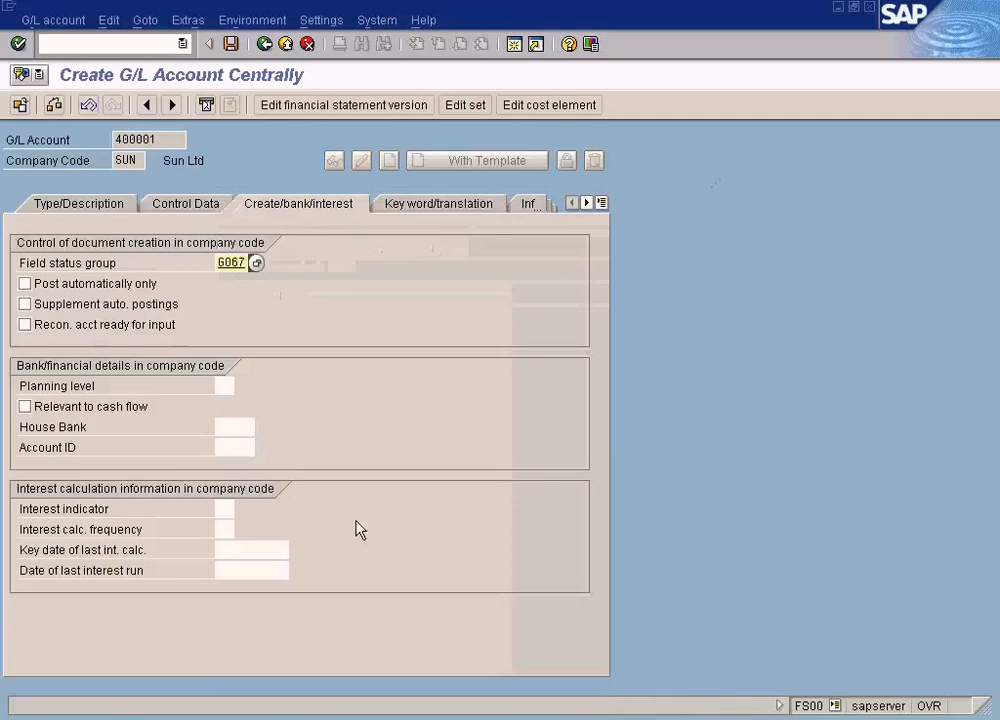 G/L account Edit Goto Extras Environment Settings System Help
SAP
Create G/L Account Centrally
Edit financial statement version Edit set Edit cost element
G/L Account 400001
Company Code SUN Sun Ltd With Template
Type/Description Control Data Create/bank/interest Key word/translation Inf...
Control of document creation in company code
Field status group G067
Post automatically only
Supplement auto. postings
Recon. acct ready for input
Bank/financial details in company code
Planning level
Relevant to cash flow
House Bank
Account ID
Interest calculation information in company code
Interest indicator
Interest calc. frequency
Key date of last int. calc.
Date of last interest run
FS00 sapserver OVR